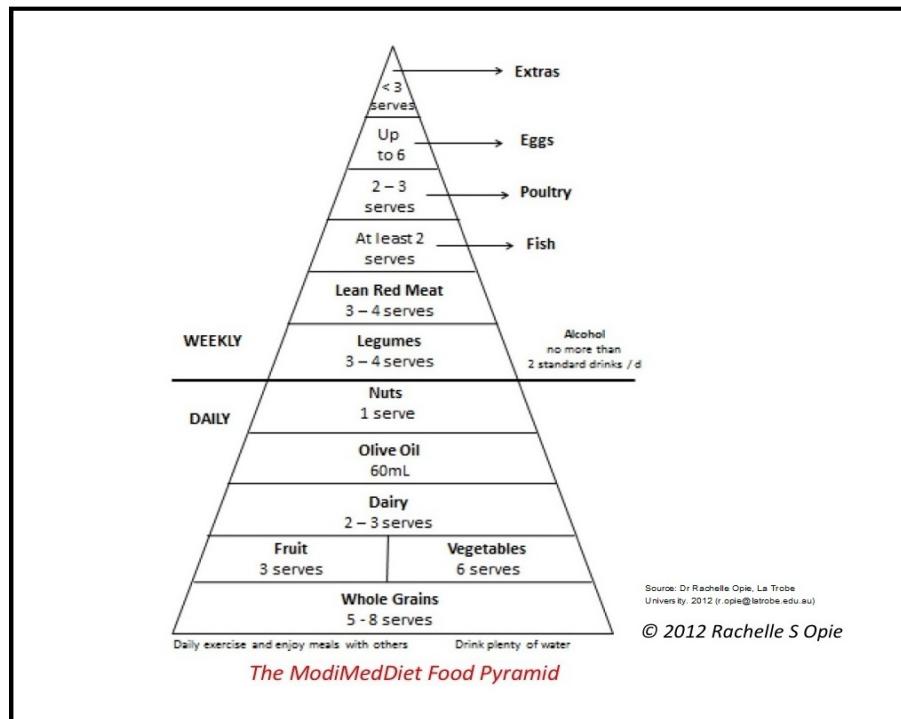 < 3
serves
Extras
Up
to 6
Eggs
2 – 3
serves
Poultry
At least 2
serves
Fish
Lean Red Meat
3 – 4 serves
WEEKLY
Legumes
3 – 4 serves
Alcohol
no more than
2 standard drinks / d
DAILY
Nuts
1 serve
Olive Oil
60mL
Dairy
2 – 3 serves
Fruit
3 serves
Vegetables
6 serves
Whole Grains
5 - 8 serves
Source: Dr Rachelle Opie, La Trobe
University. 2012 (r.opie@latrobe.edu.au)
© 2012 Rachelle S Opie
Daily exercise and enjoy meals with others
Drink plenty of water
The ModiMedDiet Food Pyramid